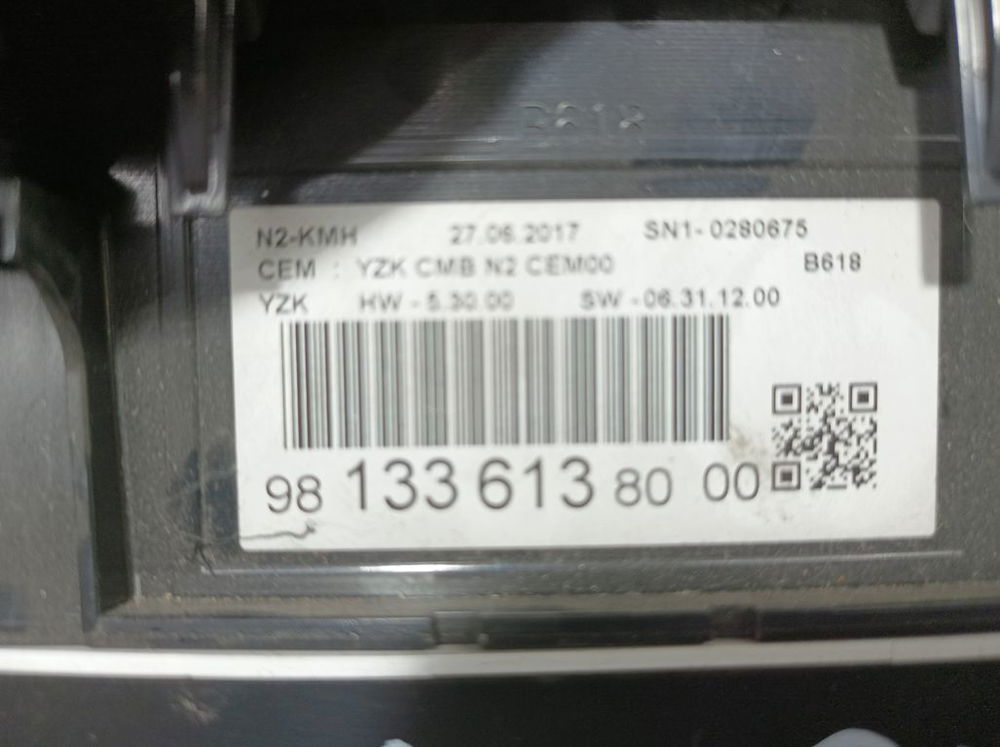 B618
N2-KMH 27.06.2017 SN1-0280675
CEM : YZK CMB N2 CEM00 B618
YZK HW-5.30.00 SW-06.31.12.00
98 133 613 80 00